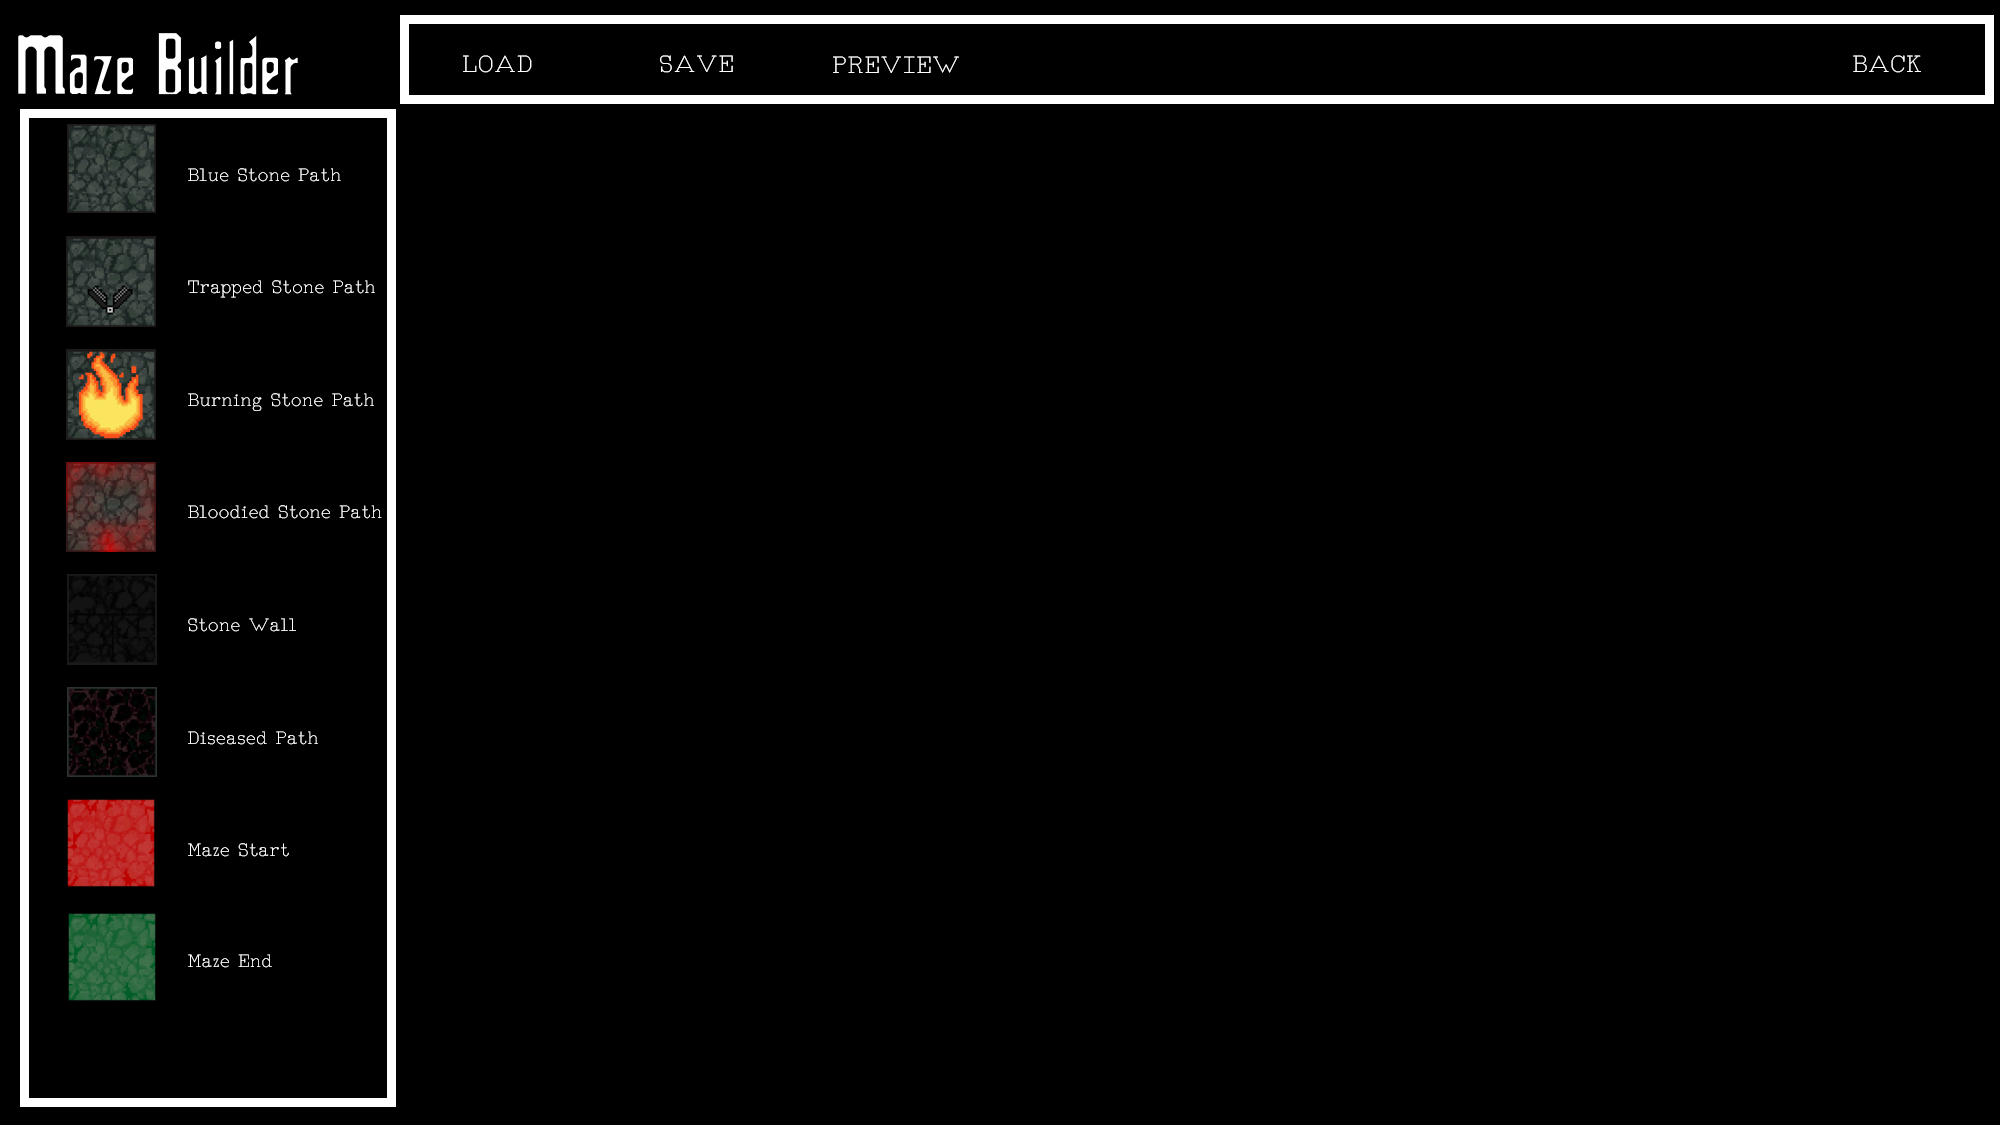 Maze Builder
LOAD
SAVE
PREVIEW
BACK
Blue Stone Path
Trapped Stone Path
Burning Stone Path
Bloodied Stone Path
Stone Wall
Diseased Path
Maze Start
Maze End